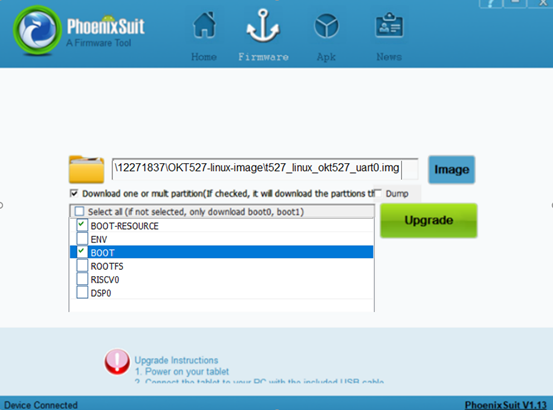 PhoenixSuit
A Firmware Tool
Home
Firmware
Apk
News
\12271837\OKT527-linux-image\t527_linux_okt527_uart0.img
Image
Download one or mult partition(If checked, it will download the parttions th
Dump
Select all (if not selected, only download boot0, boot1)
Upgrade
BOOT-RESOURCE
ENV
BOOT
ROOTFS
RISCV0
DSP0
Upgrade Instructions
1. Power on your tablet
2. Connect the tablet to your PC with the included USB cable
Device Connected
PhoenixSuit V1.13